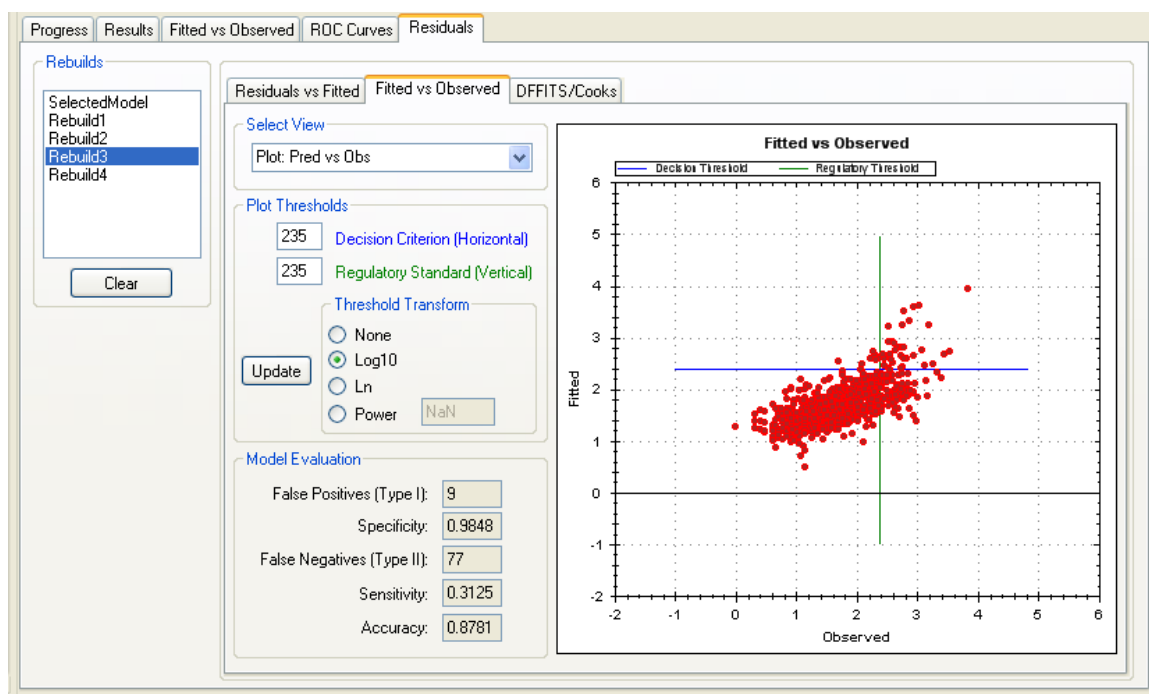 Progress Results Fitted vs Observed ROC Curves Residuals
Rebuilds
SelectedModel
Rebuild1
Rebuild2
Rebuild3
Rebuild4
Clear
Residuals vs Fitted Fitted vs Observed DFFITS/Cooks
Select View
Plot: Pred vs Obs
Plot Thresholds
235 Decision Criterion (Horizontal)
235 Regulatory Standard (Vertical)
Threshold Transform
None
Log10
Ln
Power NaN
Update
Model Evaluation
False Positives (Type I): 9
Specificity: 0.9848
False Negatives (Type II): 77
Sensitivity: 0.3125
Accuracy: 0.8781
Fitted vs Observed
Decision Threshold Regulatory Threshold
6
5
4
3
2
1
0
-1
-2
Fitted
-2 -1 0 1 2 3 4 5 6
Observed